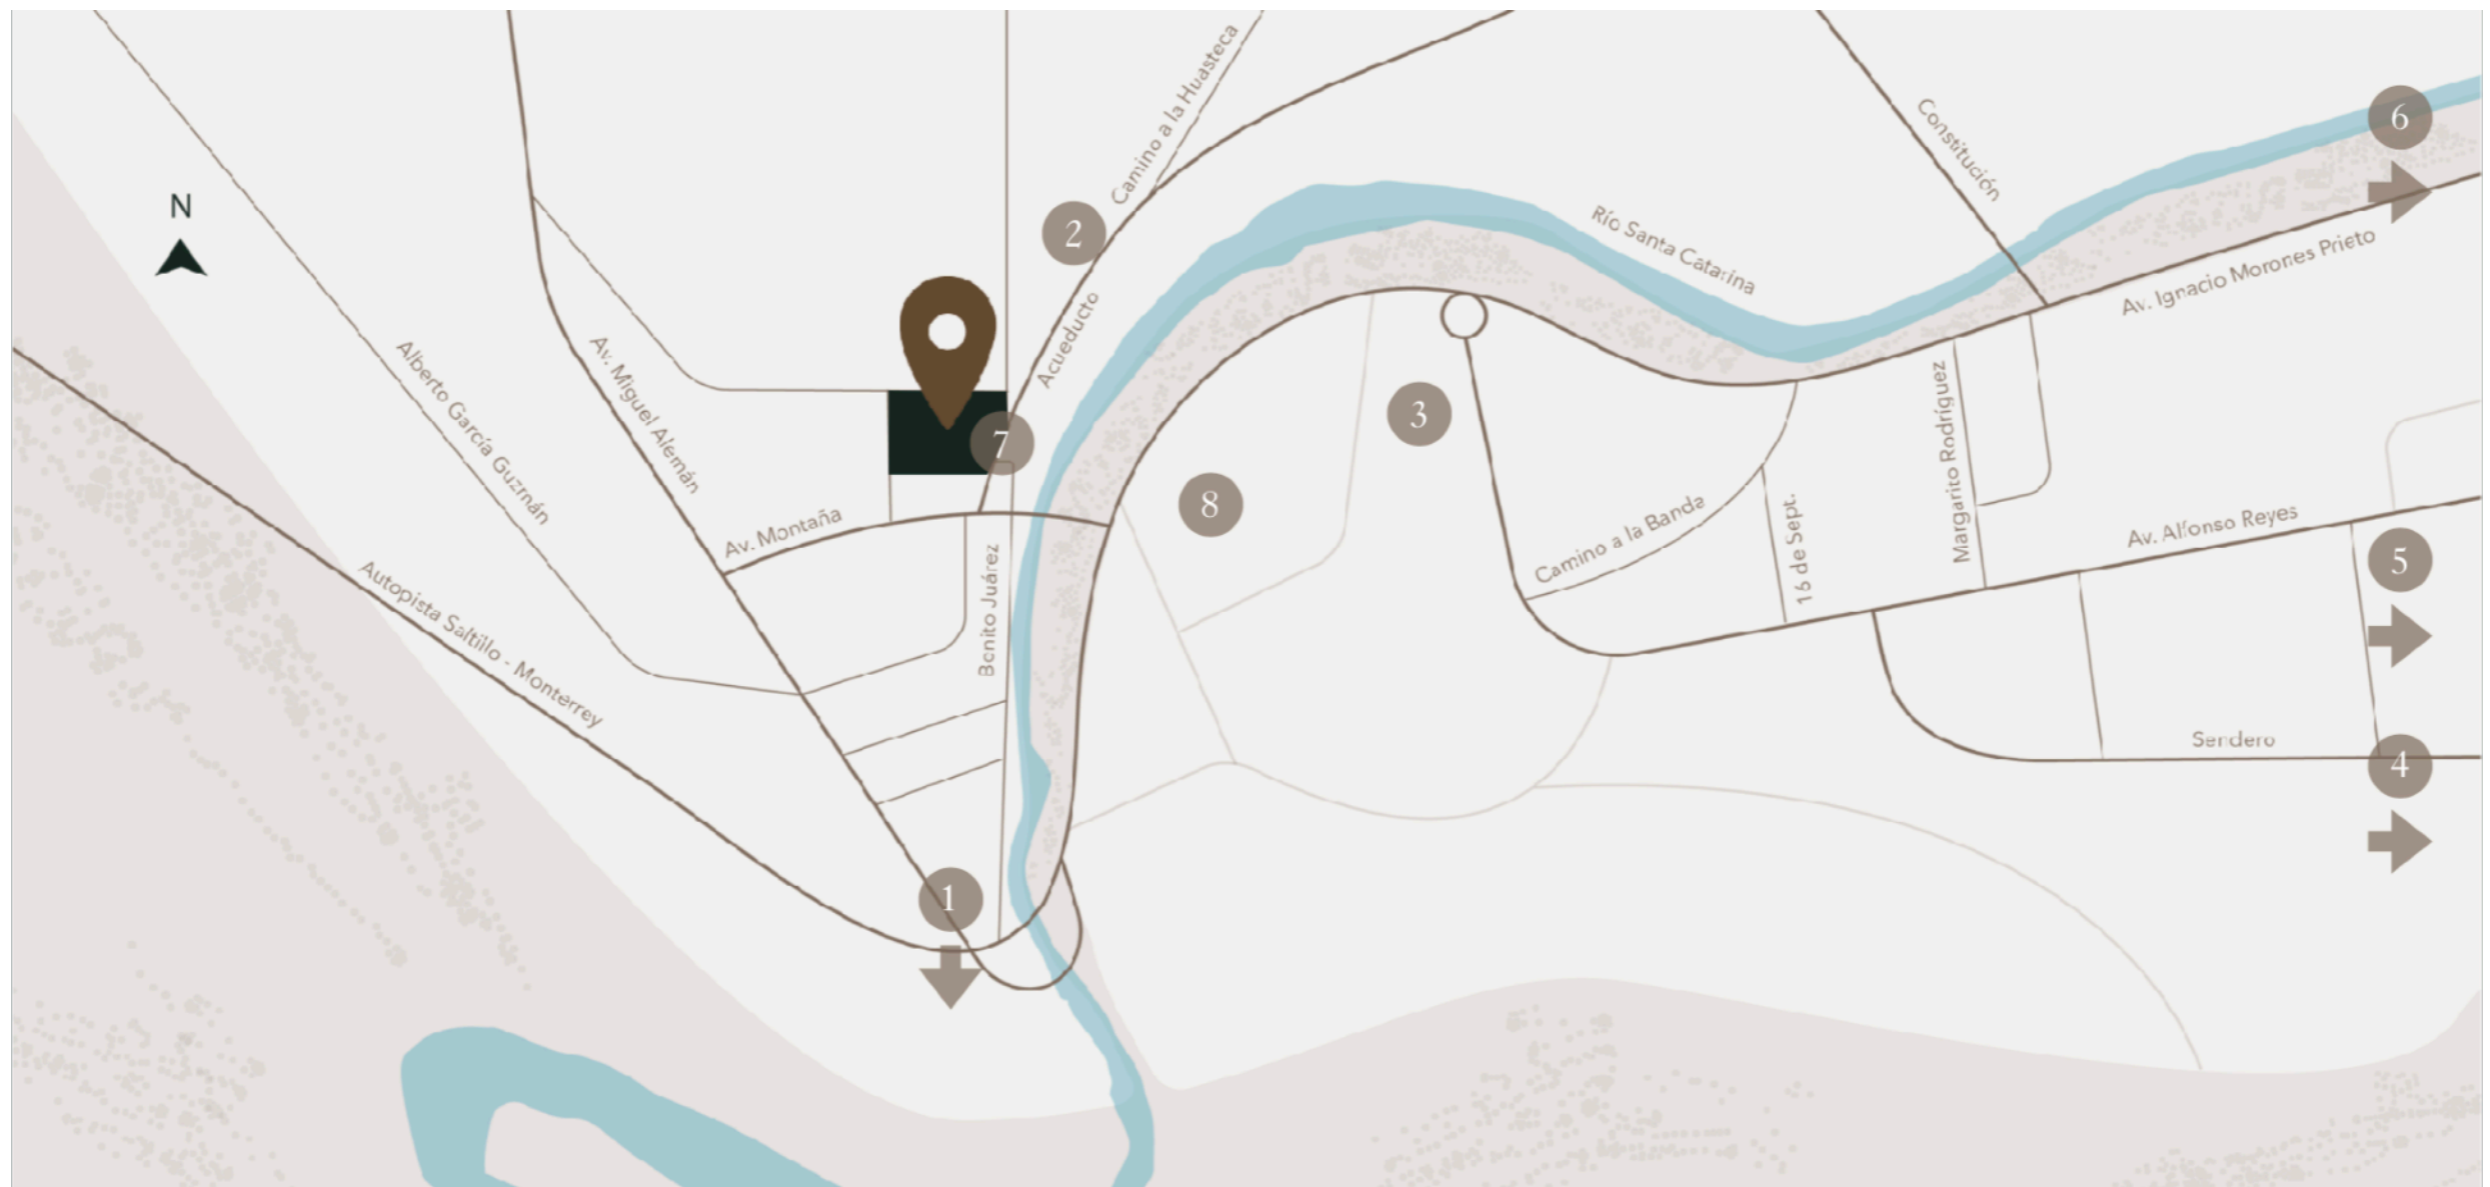 N
Alberto García Guzmán
Av. Miguel Alemán
Autopista Saltillo - Monterrey
Av. Montaña
Benito Juárez
Acueducto
Camino a la Huasteca
Río Santa Catarina
Constitución
Av. Ignacio Morones Prieto
Margarito Rodríguez
16 de Sept.
Camino a la Banda
Av. Alfonso Reyes
Sendero
1
2
3
4
5
6
7
8